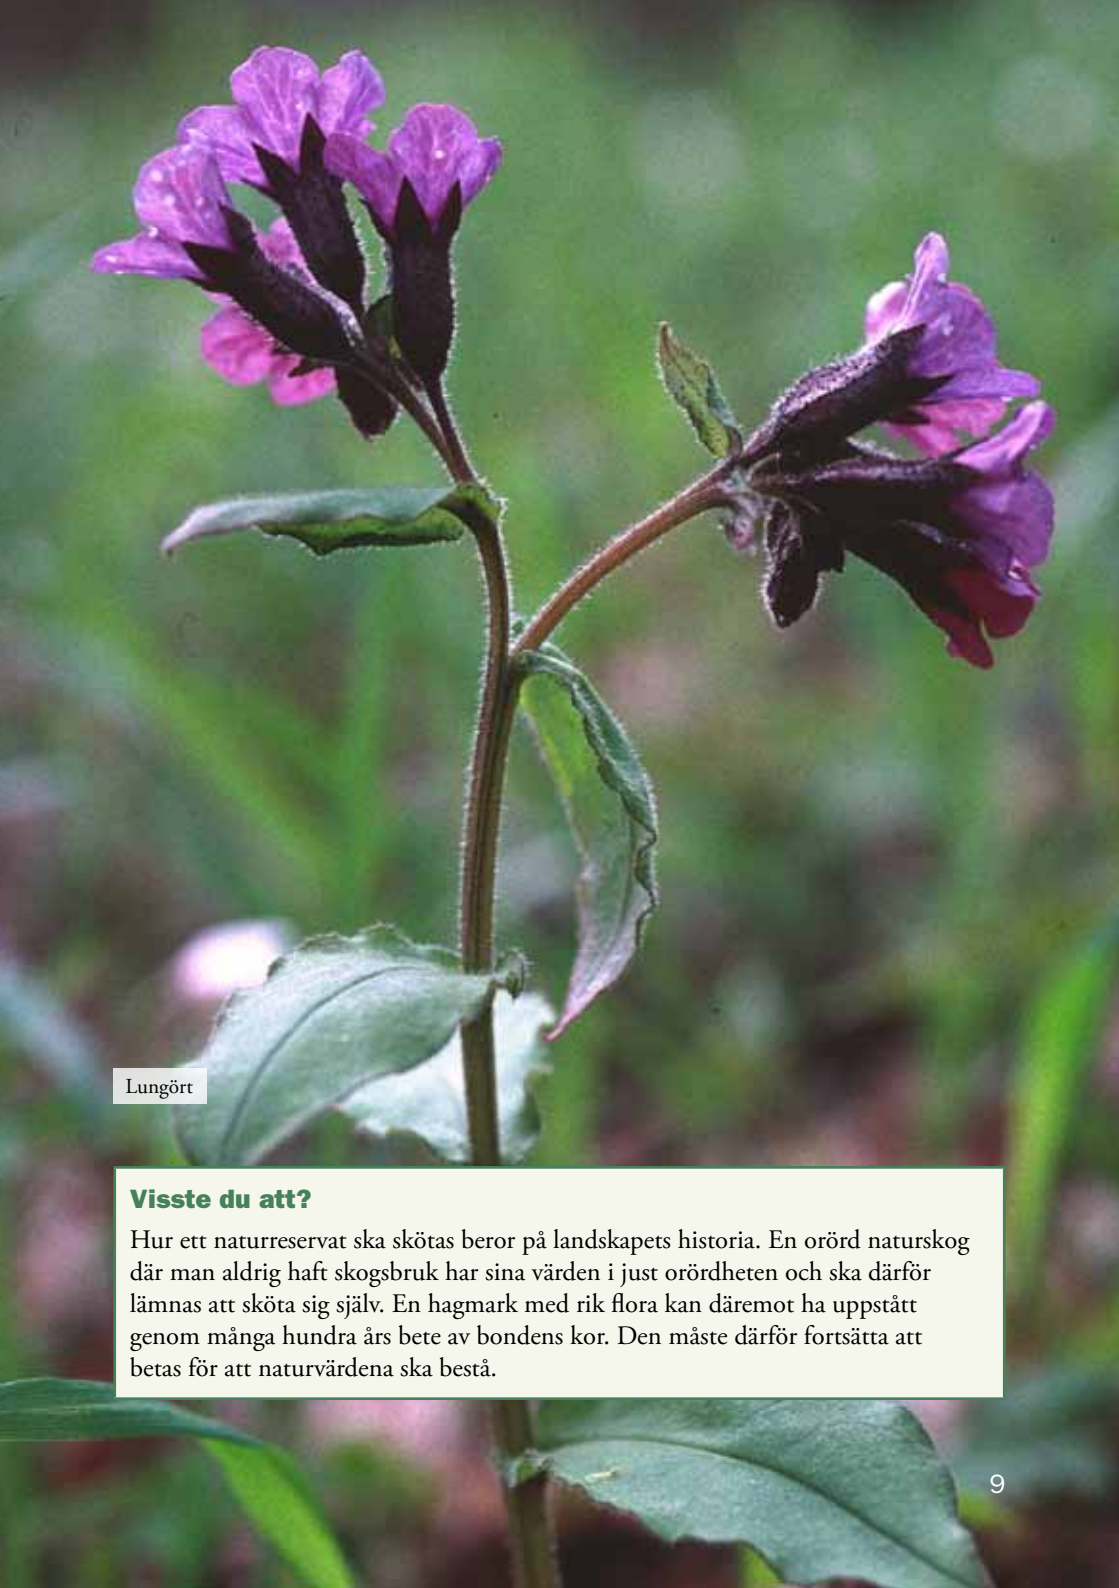 Lungört
Visste du att?
Hur ett naturreservat ska skötas beror på landskapets historia. En orörd naturskog
där man aldrig haft skogsbruk har sina värden i just orördheten och ska därför
lämnas att sköta sig själv. En hagmark med rik flora kan däremot ha uppstått
genom många hundra års bete av bondens kor. Den måste därför fortsätta att
betas för att naturvärdena ska bestå.
9